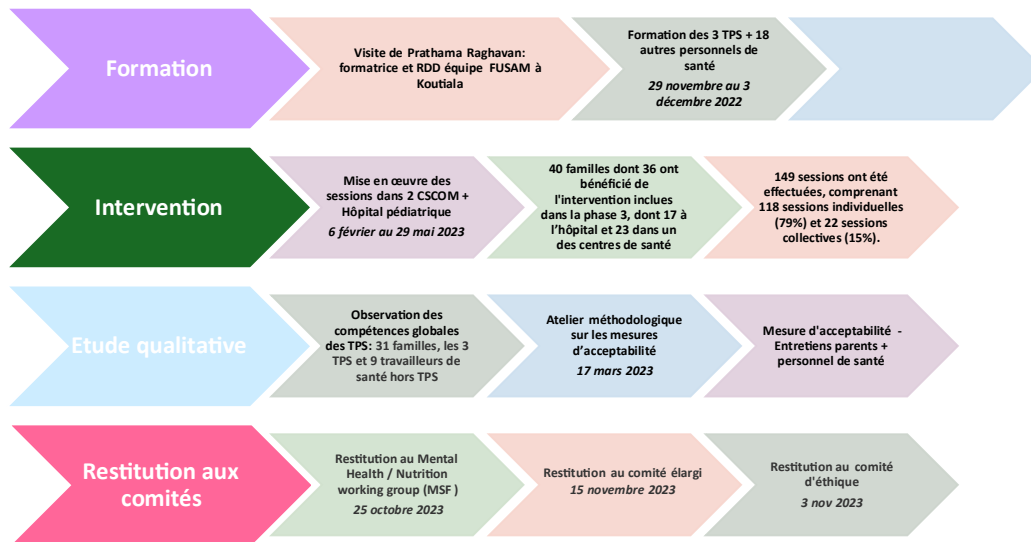 Formation
Visite de Prathama Raghavan:
formatrice et RDD équipe FUSAM à
Koutiala
Formation des 3 TPS + 18
autres personnels de
santé
29 novembre au 3
décembre 2022
Intervention
Mise en œuvre des
sessions dans 2 CSCOM +
Hôpital pédiatrique
6 février au 29 mai 2023
40 familles dont 36 ont
bénéficié de
l'intervention inclues
dans la phase 3, dont 17 à
l'hôpital et 23 dans un
des centres de santé
149 sessions ont été
effectuées, comprenant
118 sessions individuelles
(79%) et 22 sessions
collectives (15%).
Etude qualitative
Observation des
compétences globales
des TPS: 31 familles, les 3
TPS et 9 travailleurs de
santé hors TPS
Atelier méthodologique
sur les mesures
d'acceptabilité
17 mars 2023
Mesure d'acceptabilité -
Entretiens parents +
personnel de santé
Restitution aux
comités
Restitution au Mental
Health / Nutrition
working group (MSF )
25 octobre 2023
Restitution au comité élargi
15 novembre 2023
Restitution au comité
d'éthique
3 nov 2023